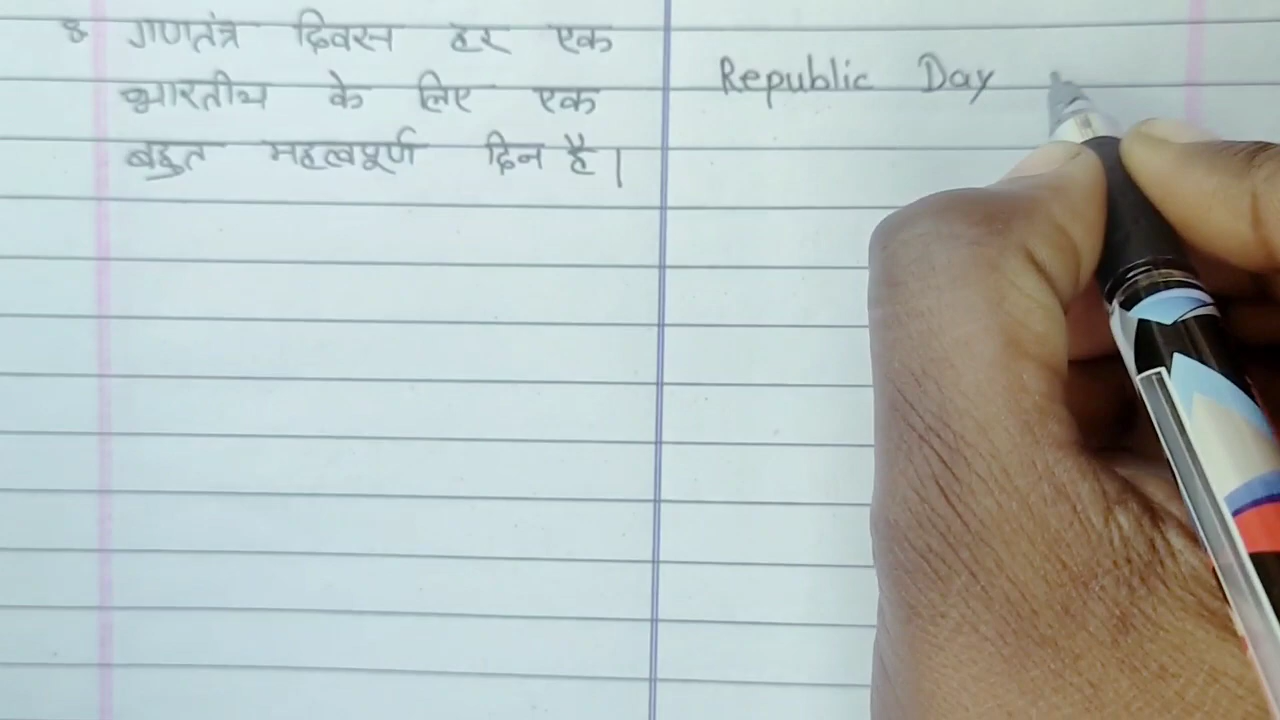 8 गणतंत्र दिवस हर एक
भारतीय के लिए एक
बहुत महत्वपूर्ण दिन है।
Republic Day